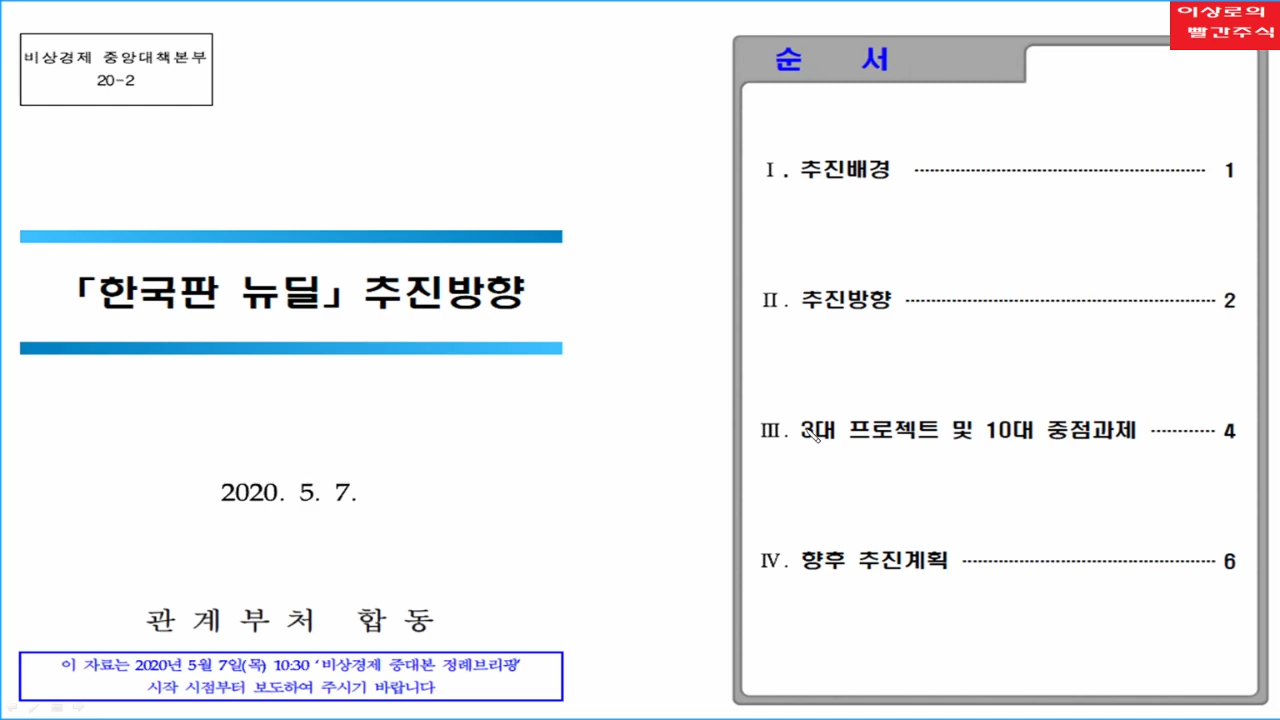 비상경제 중앙대책본부
20-2
「한국판 뉴딜」 추진방향
2020. 5. 7.
관 계 부 처 합 동
이 자료는 2020년 5월 7일(목) 10:30 ‘비상경제 중대본 정례브리핑’
시작 시점부터 보도하여 주시기 바랍니다
이상로의
빨간주식
순 서
Ⅰ. 추진배경 1
Ⅱ. 추진방향 2
Ⅲ. 3대 프로젝트 및 10대 중점과제 4
Ⅳ. 향후 추진계획 6